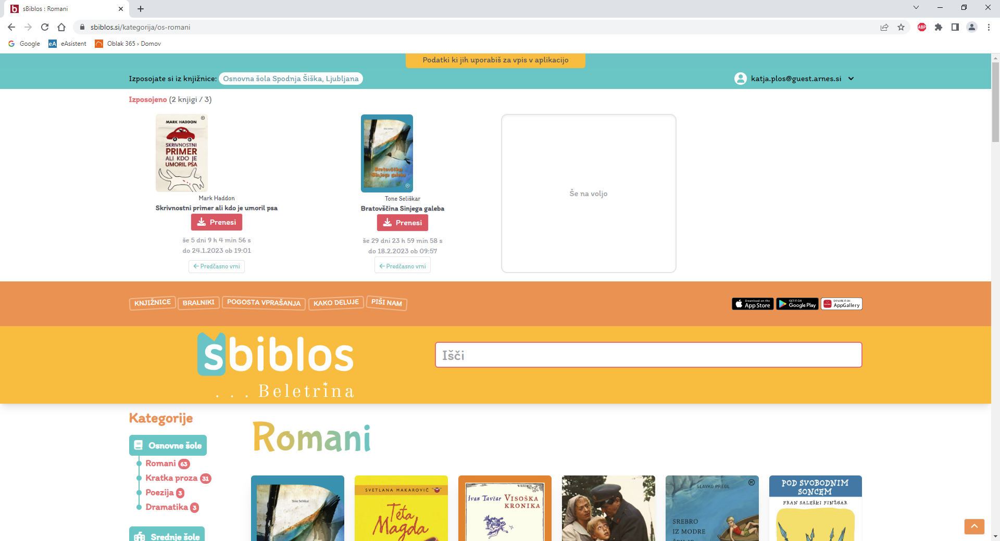 sBiblos : Romani
sbiblos.si/kategorija/os-romani
ABP
Google
eA eAsistent
Oblak 365 › Domov
Podatki ki jih uporabiš za vpis v aplikacijo
Izposojate si iz knjižnice: Osnovna šola Spodnja Šiška, Ljubljana
katja.plos@guest.arnes.si
Izposojeno (2 knjigi / 3)
MARK HADDON
SKRIVNOSTNI
PRIMER
ALI KDO JE
UMORIL PSA
Mark Haddon
Skrivnostni primer ali kdo je umoril psa
Prenesi
še 5 dni 9 h 4 min 56 s
do 24.1.2023 ob 19:01
Predčasno vrni
Tone Seliškar
Bratovščina
Sinjega galeba
Tone Seliškar
Bratovščina Sinjega galeba
Prenesi
še 29 dni 23 h 59 min 58 s
do 18.2.2023 ob 09:57
Predčasno vrni
Še na voljo
KNJIŽNICE
BRALNIKI
POGOSTA VPRAŠANJA
KAKO DELUJE
PIŠI NAM
Download on the
App Store
GET IT ON
Google Play
EXPLORE IT ON
AppGallery
šbiblos
. . . Beletrina
Išči
Kategorije
Osnovne šole
Romani 63
Kratka proza 31
Poezija 3
Dramatika 3
Srednje šole
Romani
Tone Seliškar
SVETLANA MAKAROVIČ
Teta
Magda
VISOKO
Ivan Tavčar VISOŠKA
KRONIKA
SLAVKO PREGL
SREBRO
IZ MODRE
POD SVOBODNIM
SONCEM
FRAN SALEŠKI FINŽGAR